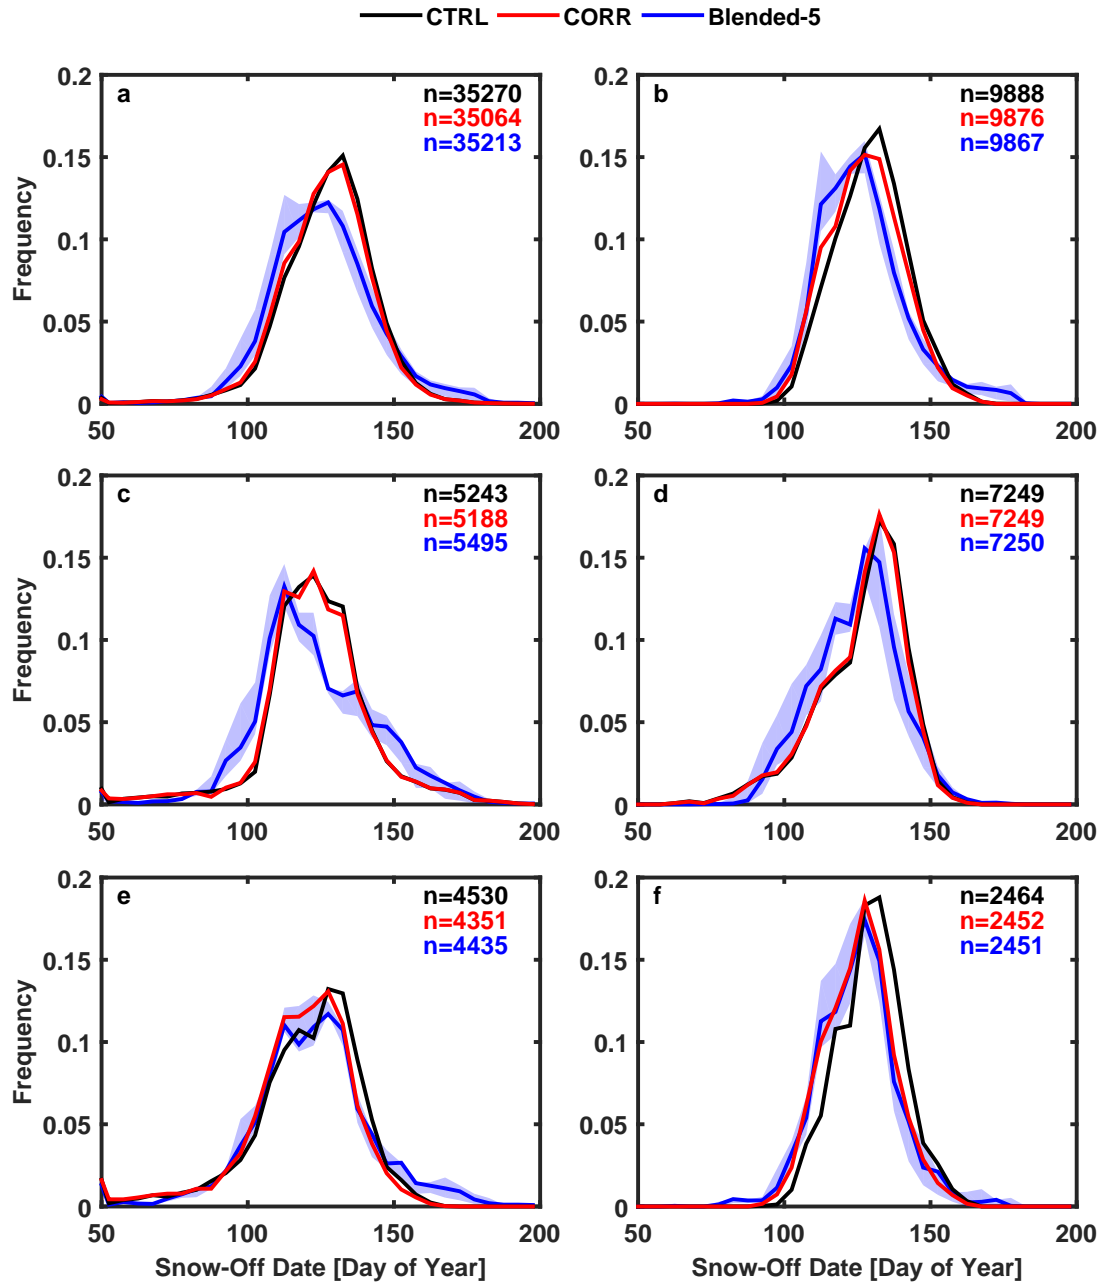 CTRL CORR Blended-5
a
n=35270
n=35064
n=35213
Frequency
0.2
0.15
0.1
0.05
0
50 100 150 200
b
n=9888
n=9876
n=9867
0.2
0.15
0.1
0.05
0
50 100 150 200
c
n=5243
n=5188
n=5495
Frequency
0.2
0.15
0.1
0.05
0
50 100 150 200
d
n=7249
n=7249
n=7250
0.2
0.15
0.1
0.05
0
50 100 150 200
e
n=4530
n=4351
n=4435
Frequency
0.2
0.15
0.1
0.05
0
50 100 150 200
Snow-Off Date [Day of Year]
f
n=2464
n=2452
n=2451
0.2
0.15
0.1
0.05
0
50 100 150 200
Snow-Off Date [Day of Year]